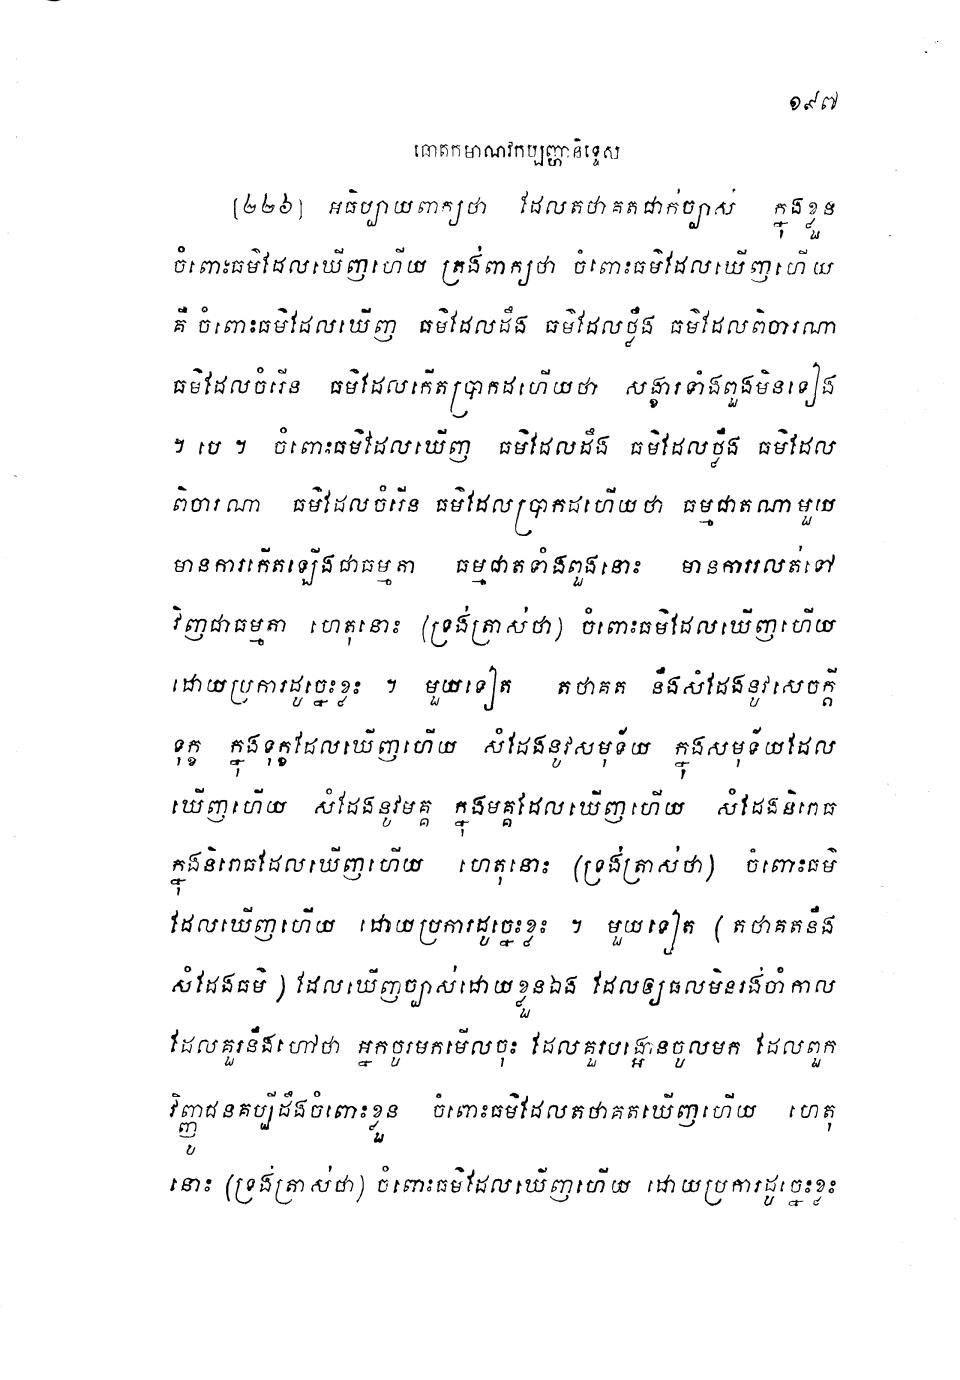 ១៩៧
ធោតកមាណវកប្បញ្ហានិទ្ទេស
(២២៦) អធិប្បាយពាក្យថា ដែលតថាគតជាក់ច្បាស់ ក្នុងខ្លួន
ចំពោះធម៌ដែលឃើញហើយ ត្រង់ពាក្យថា ចំពោះធម៌ដែលឃើញហើយ
គឺ ចំពោះធម៌ដែលឃើញ ធម៌ដែលដឹង ធម៌ដែលថ្លឹង ធម៌ដែលពិចារណា
ធម៌ដែលចំរើន ធម៌ដែលកើតប្រាកដហើយថា សង្ខារទាំងពួងមិនទៀង
។ បេ ។ ចំពោះធម៌ដែលឃើញ ធម៌ដែលដឹង ធម៌ដែលថ្លឹង ធម៌ដែល
ពិចារណា ធម៌ដែលចំរើន ធម៌ដែលប្រាកដហើយថា ធម្មជាតណាមួយ
មានការកើតឡើងជាធម្មតា ធម្មជាតទាំងពួងនោះ មានការរលត់ទៅ
វិញជាធម្មតា ហេតុនោះ (ទ្រង់ត្រាស់ថា) ចំពោះធម៌ដែលឃើញហើយ
ដោយប្រការដូច្នេះខ្លះ ។ មួយទៀត តថាគត នឹងសំដែងនូវសេចក្តី
ទុក្ខ ក្នុងទុក្ខដែលឃើញហើយ សំដែងនូវសមុទ័យ ក្នុងសមុទ័យដែល
ឃើញហើយ សំដែងនូវមគ្គ ក្នុងមគ្គដែលឃើញហើយ សំដែងនិរោធ
ក្នុងនិរោធដែលឃើញហើយ ហេតុនោះ (ទ្រង់ត្រាស់ថា) ចំពោះធម៌
ដែលឃើញហើយ ដោយប្រការដូច្នេះខ្លះ ។ មួយទៀត (តថាគតនឹង
សំដែងធម៌) ដែលឃើញច្បាស់ដោយខ្លួនឯង ដែលឲ្យផលមិនរង់ចាំកាល
ដែលគួរនឹងហៅថា អ្នកចូរមកមើលចុះ ដែលគួរបង្អោនចូលមក ដែលពួក
វិញ្ញូជនគប្បីដឹងចំពោះខ្លួន ចំពោះធម៌ដែលតថាគតឃើញហើយ ហេតុ
នោះ (ទ្រង់ត្រាស់ថា) ចំពោះធម៌ដែលឃើញហើយ ដោយប្រការដូច្នេះខ្លះ